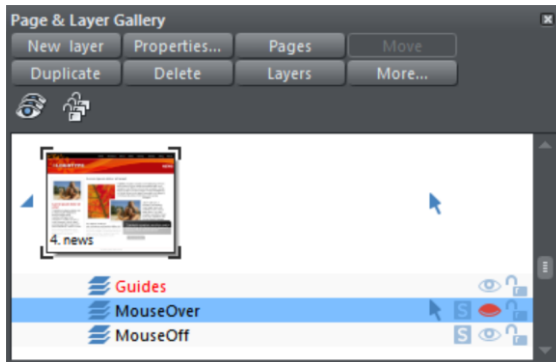 Page & Layer Gallery
New layer Properties... Pages Move
Duplicate Delete Layers More...
4. news
Guides
MouseOver S
MouseOff S